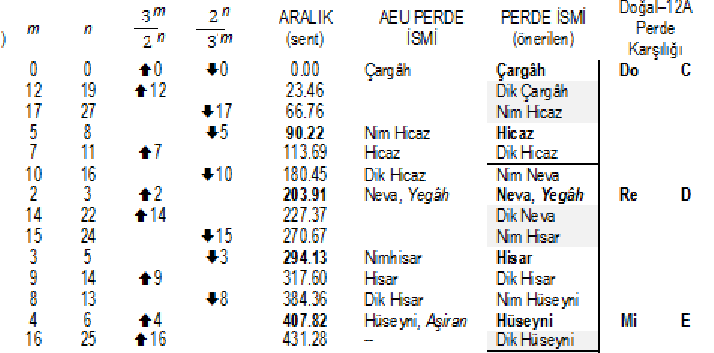 m n 3 m / 2 n 2 n / 3 m ARALIK (sent) AEU PERDE İSMİ PERDE İSMİ (önerilen) Doğal–12A Perde Karşılığı
)
0 0 🡅0 🡇0 0.00 Çargâh Çargâh Do C
12 19 🡅12 23.46 Dik Çargâh
17 27 🡇17 66.76 Nim Hicaz
5 8 🡇5 90.22 Nim Hicaz Hicaz
7 11 🡅7 113.69 Hicaz Dik Hicaz
10 16 🡇10 180.45 Dik Hicaz Nim Neva
2 3 🡅2 203.91 Neva, Yegâh Neva, Yegâh Re D
14 22 🡅14 227.37 Dik Neva
15 24 🡇15 270.67 Nim Hisar
3 5 🡇3 294.13 Nimhisar Hisar
9 14 🡅9 317.60 Hisar Dik Hisar
8 13 🡇8 384.36 Dik Hisar Nim Hüseyni
4 6 🡅4 407.82 Hüseyni, Aşiran Hüseyni Mi E
16 25 🡅16 431.28 – Dik Hüseyni